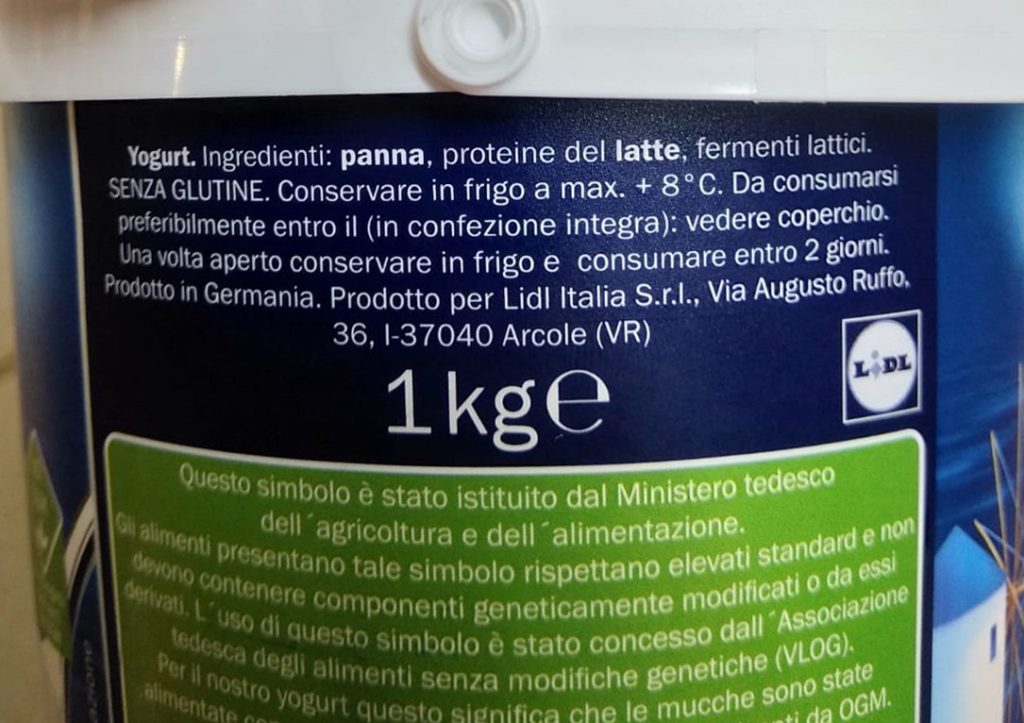 Yogurt. Ingredienti: panna, proteine del latte, fermenti lattici.
SENZA GLUTINE. Conservare in frigo a max. + 8°C. Da consumarsi
preferibilmente entro il (in confezione integra): vedere coperchio.
Una volta aperto conservare in frigo e consumare entro 2 giorni.
Prodotto in Germania. Prodotto per Lidl Italia S.r.l., Via Augusto Ruffo,
36, I-37040 Arcole (VR)
LIDL
1kg e
Questo simbolo è stato istituito dal Ministero tedesco
dell´agricoltura e dell´alimentazione.
Gli alimenti presentano tale simbolo rispettano elevati standard e non
devono contenere componenti geneticamente modificati o da essi
derivati. L´uso di questo simbolo è stato concesso dall´Associazione
tedesca degli alimenti senza modifiche genetiche (VLOG).
Per il nostro yogurt questo significa che le mucche sono state
alimentate da OGM.